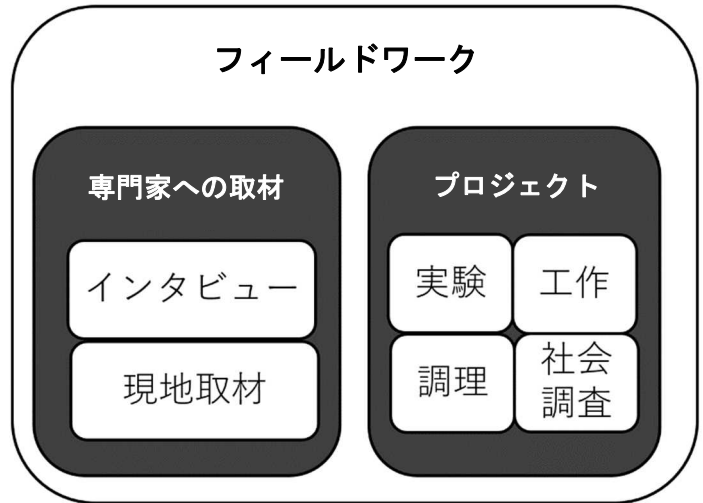 フィールドワーク
専門家への取材
インタビュー
現地取材
プロジェクト
実験
工作
調理
社会
調査